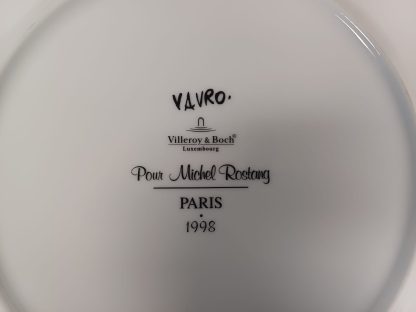 VAVRO.
Villeroy & Boch®
Luxembourg
Pour Michel Rostang
PARIS
1998